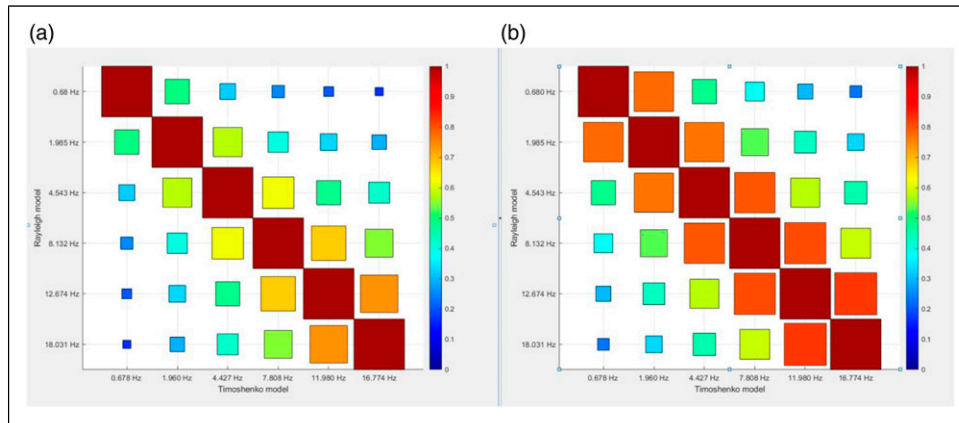 (a)
(b)
0.68 Hz
1.985 Hz
4.543 Hz
8.132 Hz
12.674 Hz
18.031 Hz
Rayleigh model
0.678 Hz 1.960 Hz 4.427 Hz 7.808 Hz 11.980 Hz 16.774 Hz
Timoshenko model
1
0.9
0.8
0.7
0.6
0.5
0.4
0.3
0.2
0.1
0
0.680 Hz
1.985 Hz
4.543 Hz
8.132 Hz
12.674 Hz
18.031 Hz
Rayleigh model
0.678 Hz 1.960 Hz 4.427 Hz 7.808 Hz 11.980 Hz 16.774 Hz
Timoshenko model
1
0.9
0.8
0.7
0.6
0.5
0.4
0.3
0.2
0.1
0